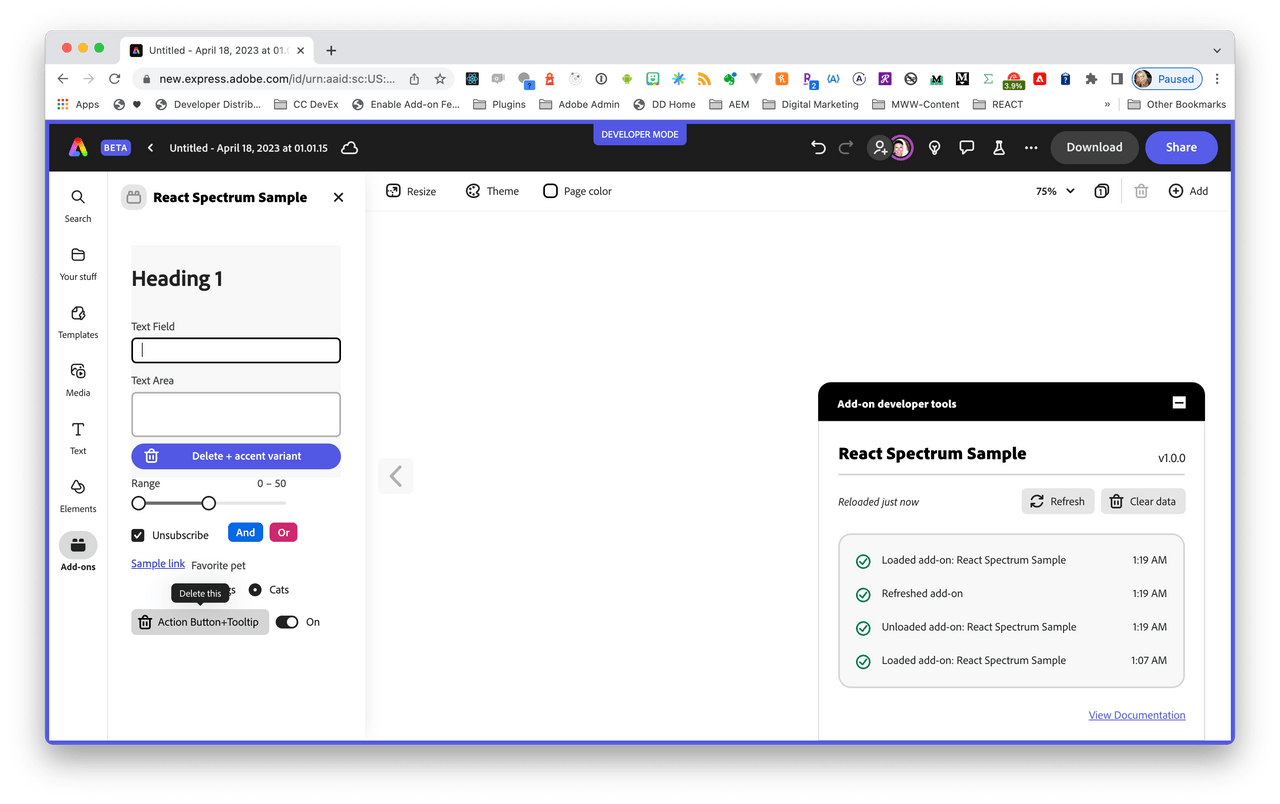 Untitled - April 18, 2023 at 01.0
new.express.adobe.com/id/urn:aaid:sc:US:...
7
2
3.9%
Paused
Apps
Developer Distrib...
CC DevEx
Enable Add-on Fe...
Plugins
Adobe Admin
DD Home
AEM
Digital Marketing
MWW-Content
REACT
»
Other Bookmarks
DEVELOPER MODE
BETA
Untitled - April 18, 2023 at 01.01.15
Download
Share
Search
Your stuff
Templates
Media
Text
Elements
Add-ons
React Spectrum Sample
Resize
Theme
Page color
75%
1
Add
Heading 1
Text Field
Text Area
Delete + accent variant
Range
0 – 50
Unsubscribe
And
Or
Sample link
Favorite pet
gs
Cats
Delete this
Action Button+Tooltip
On
Add-on developer tools
React Spectrum Sample
v1.0.0
Reloaded just now
Refresh
Clear data
Loaded add-on: React Spectrum Sample 1:19 AM
Refreshed add-on 1:19 AM
Unloaded add-on: React Spectrum Sample 1:19 AM
Loaded add-on: React Spectrum Sample 1:07 AM
View Documentation